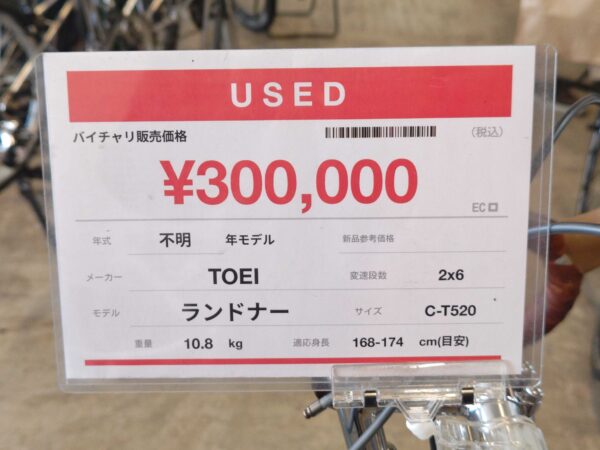 USED
バイチャリ販売価格 （税込）
¥300,000
EC
年式 不明 年モデル 新品参考価格
メーカー TOEI 変速段数 2x6
モデル ランドナー サイズ C-T520
重量 10.8 kg 適応身長 168-174 cm(目安)